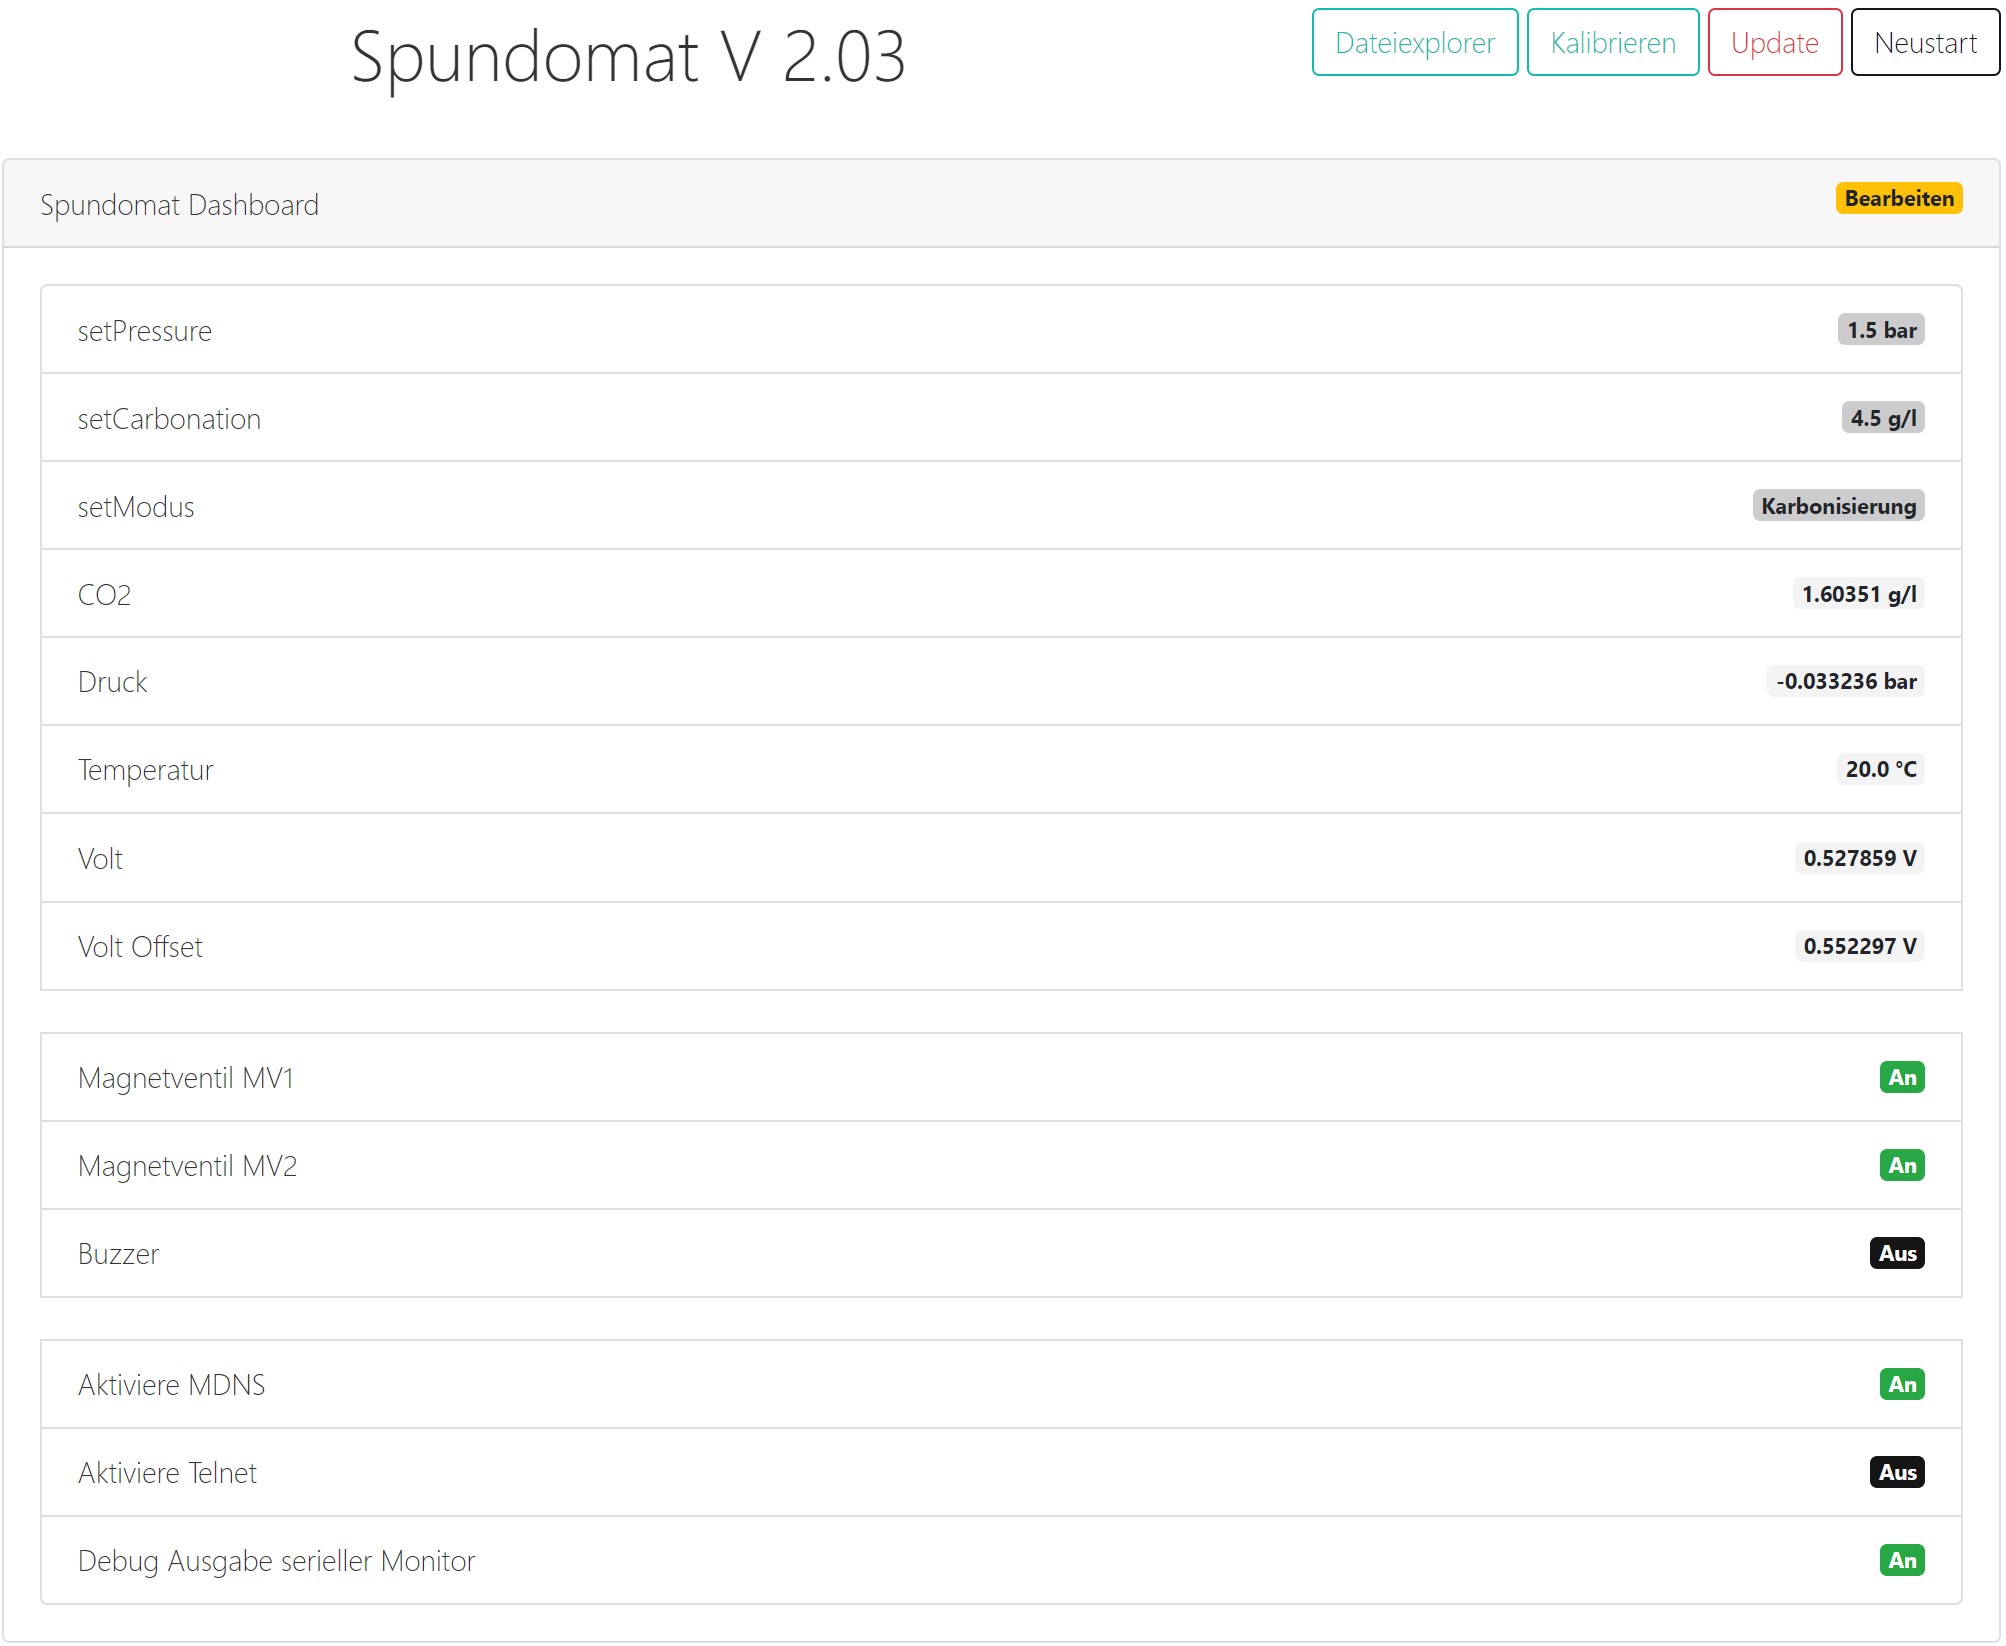 Spundomat V 2.03
Dateiexplorer Kalibrieren Update Neustart
Spundomat Dashboard Bearbeiten
setPressure 1.5 bar
setCarbonation 4.5 g/l
setModus Karbonisierung
CO2 1.60351 g/l
Druck -0.033236 bar
Temperatur 20.0 °C
Volt 0.527859 V
Volt Offset 0.552297 V
Magnetventil MV1 An
Magnetventil MV2 An
Buzzer Aus
Aktiviere MDNS An
Aktiviere Telnet Aus
Debug Ausgabe serieller Monitor An